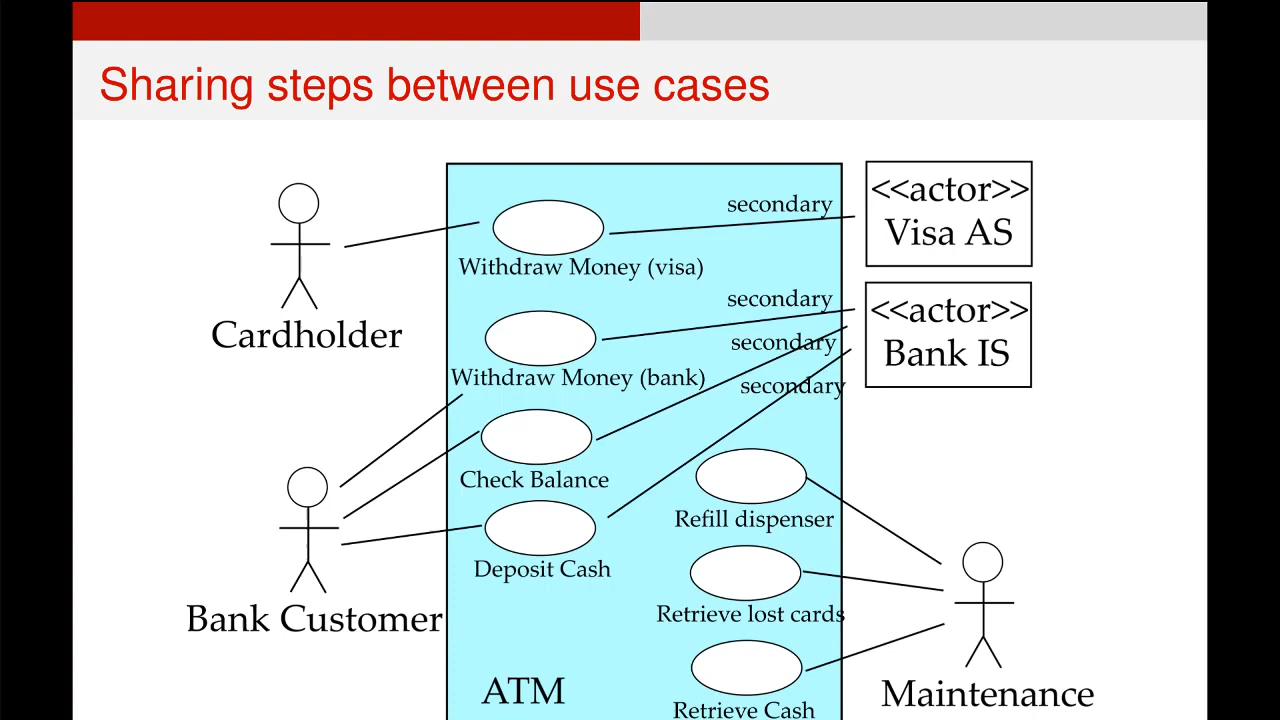 Sharing steps between use cases
<<actor>>
Visa AS
secondary
Withdraw Money (visa)
Cardholder
<<actor>>
Bank IS
secondary
secondary
secondary
Withdraw Money (bank)
Check Balance
Refill dispenser
Deposit Cash
Bank Customer
Retrieve lost cards
ATM
Retrieve Cash
Maintenance